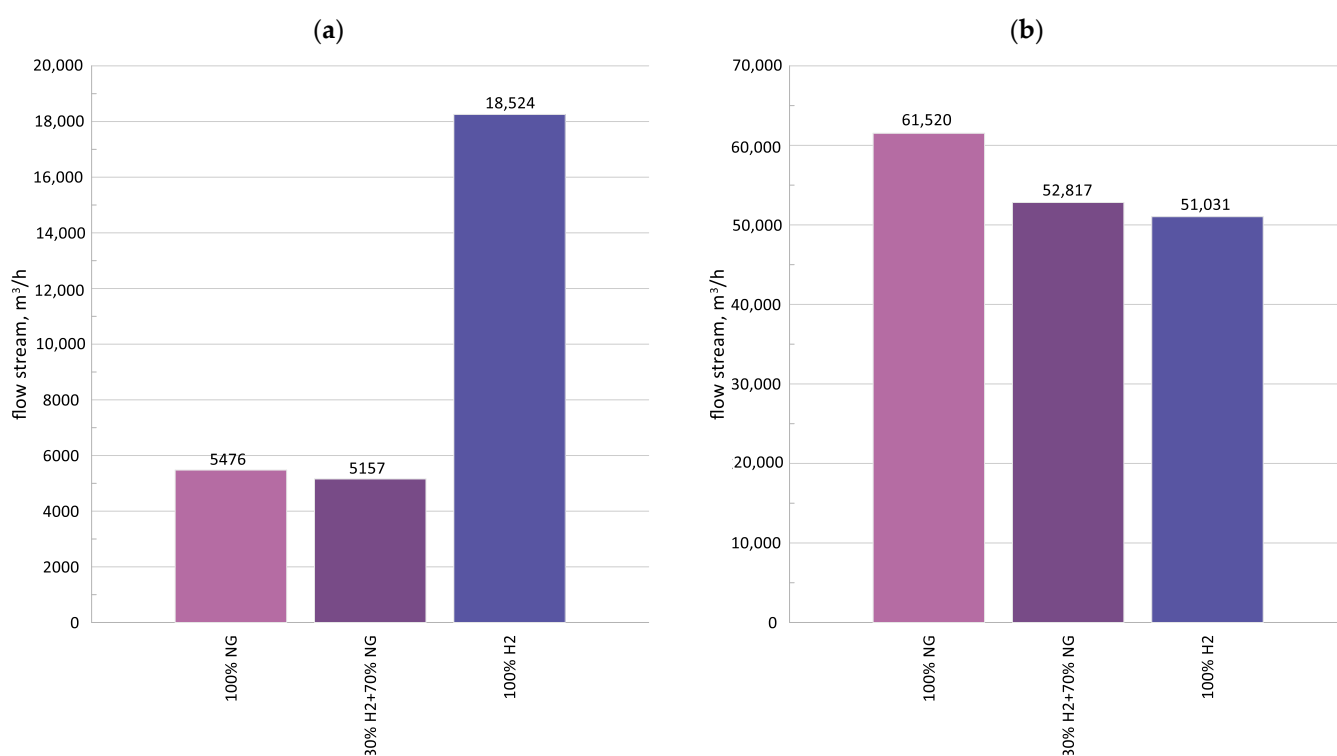 (a)
flow stream, m³/h
20,000
18,000
16,000
14,000
12,000
10,000
8000
6000
4000
2000
0
5476
5157
18,524
100% NG
30% H2+70% NG
100% H2
(b)
flow stream, m³/h
70,000
60,000
50,000
40,000
30,000
20,000
10,000
0
61,520
52,817
51,031
100% NG
30% H2+70% NG
100% H2